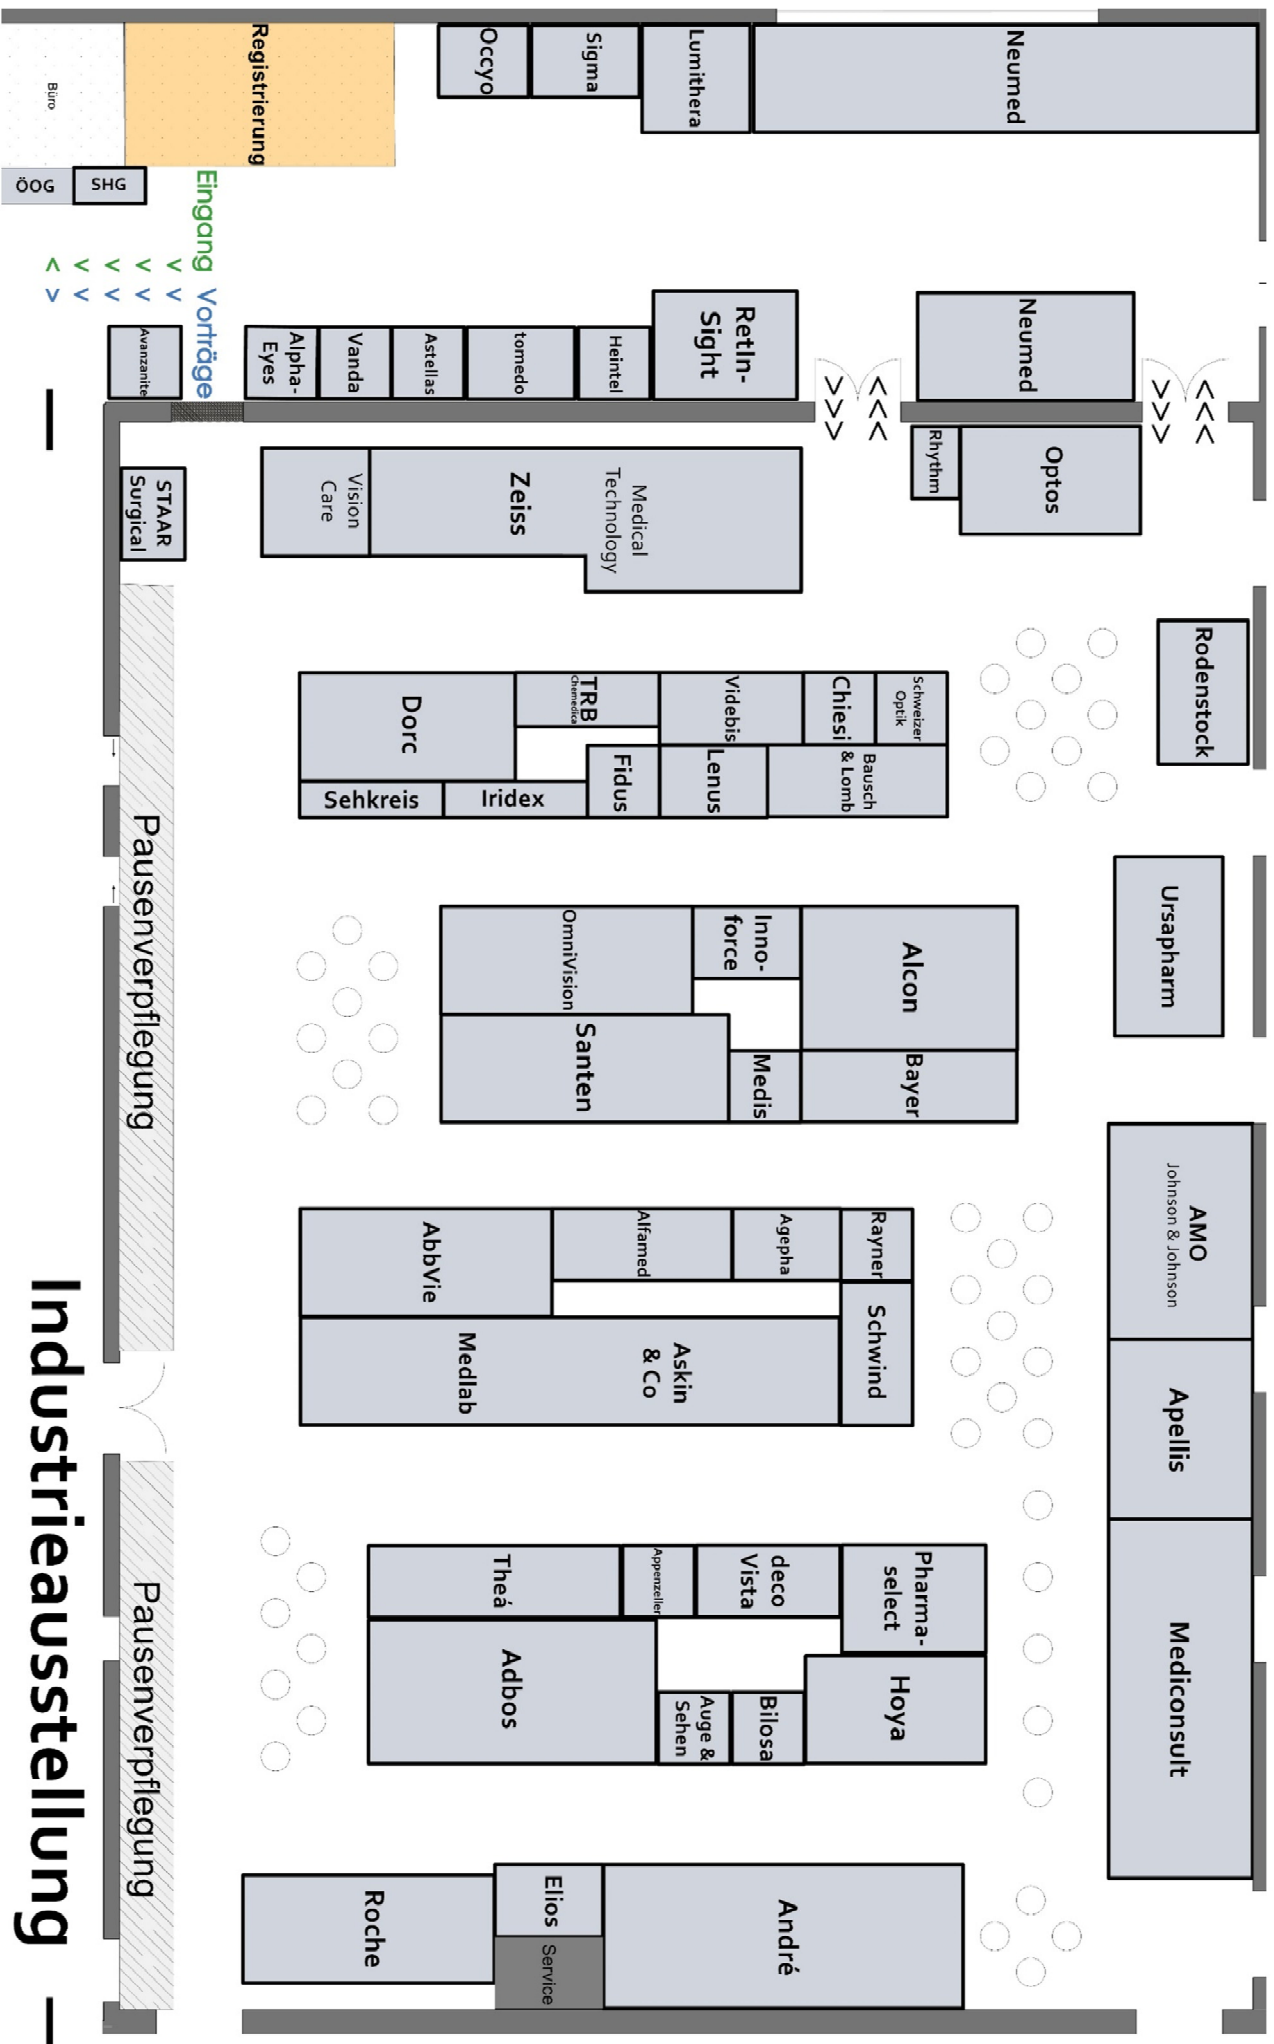 Registrierung
Büro
ÖOG
SHG
Occyo
Sigma
Lumithera
Neumed
Eingang
Vorträge
< < < < <
< < < < >
Avanzanite
Alpha-
Eyes
Vanda
Astellas
tomedo
Heintel
RetIn-
Sight
Neumed
>>>
<<<
>>>
<<<
STAAR
Surgical
Vision
Care
Zeiss
Medical
Technology
Rhythm
Optos
Rodenstock
Dorc
TRB
Chemedica
Videbis
Chiesi
Schweizer
Optik
Sehkreis
Iridex
Fidus
Lenus
Bausch
& Lomb
Ursapharm
OmniVision
Inno-
force
Alcon
Santen
Medis
Bayer
AMO
Johnson & Johnson
AbbVie
Alfamed
Agepha
Rayner
Medlab
Askin
& Co
Schwind
Apellis
Theá
Appenzeller
deco
Vista
Pharma-
select
Adbos
Auge &
Sehen
Bilosa
Hoya
Mediconsult
Roche
Elios
Service
André
Pausenverpflegung
Pausenverpflegung
— Industrieausstellung —